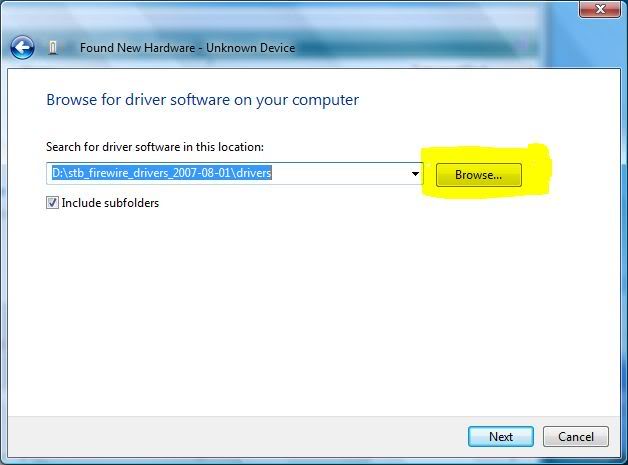 Found New Hardware - Unknown Device
Browse for driver software on your computer
Search for driver software in this location:
D:\stb_firewire_drivers_2007-08-01\drivers
Browse...
Include subfolders
Next
Cancel